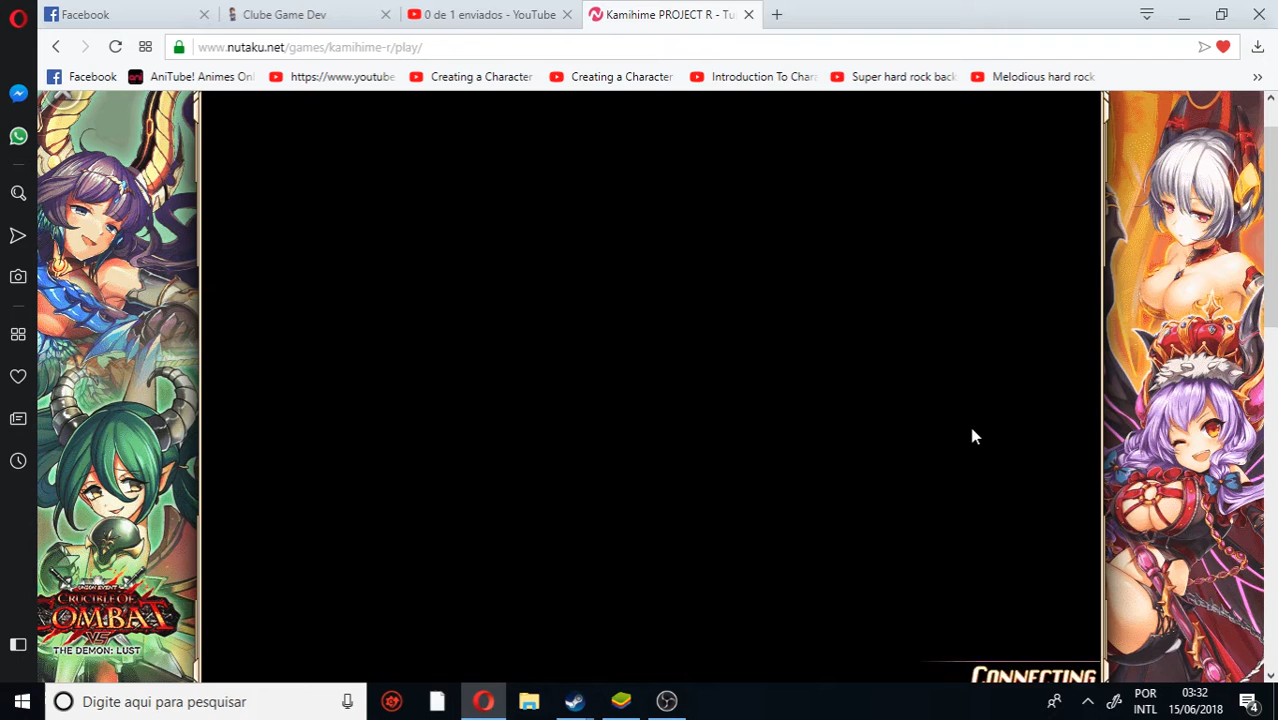 Facebook
Clube Game Dev
0 de 1 enviados - YouTube
Kamihime PROJECT R - Tu
www.nutaku.net/games/kamihime-r/play/
Facebook
AniTube! Animes Onl
https://www.youtube
Creating a Character
Creating a Character
Introduction To Char
Super hard rock back
Melodious hard rock
UNION EVENT
CRUCIBLE OF
COMBAT
VS
THE DEMON: LUST
CONNECTING
Digite aqui para pesquisar
POR
INTL
03:32
15/06/2018
4